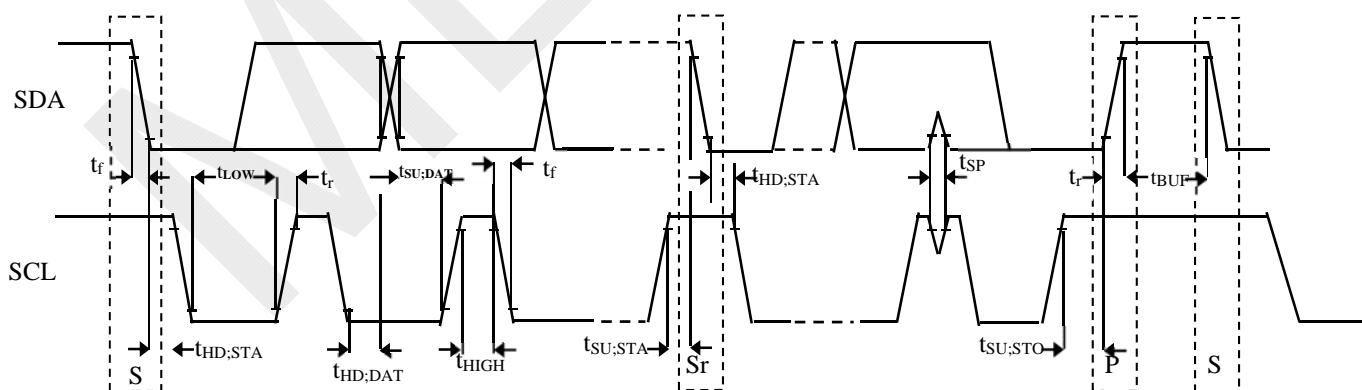 SDA
tf
tLOW
tr
tSU;DAT
tf
tHD;STA
tSP
tr
tBUF
SCL
S
tHD;STA
tHD;DAT
tHIGH
tSU;STA
Sr
tSU;STO
P
S